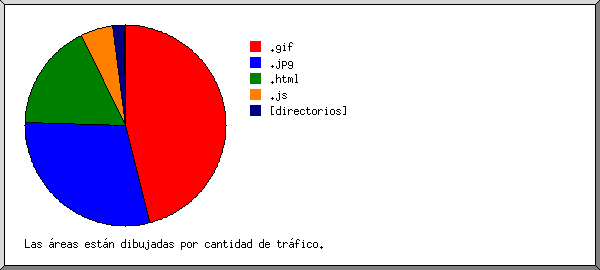 .gif
.jpg
.html
.js
[directorios]
Las áreas están dibujadas por cantidad de tráfico.